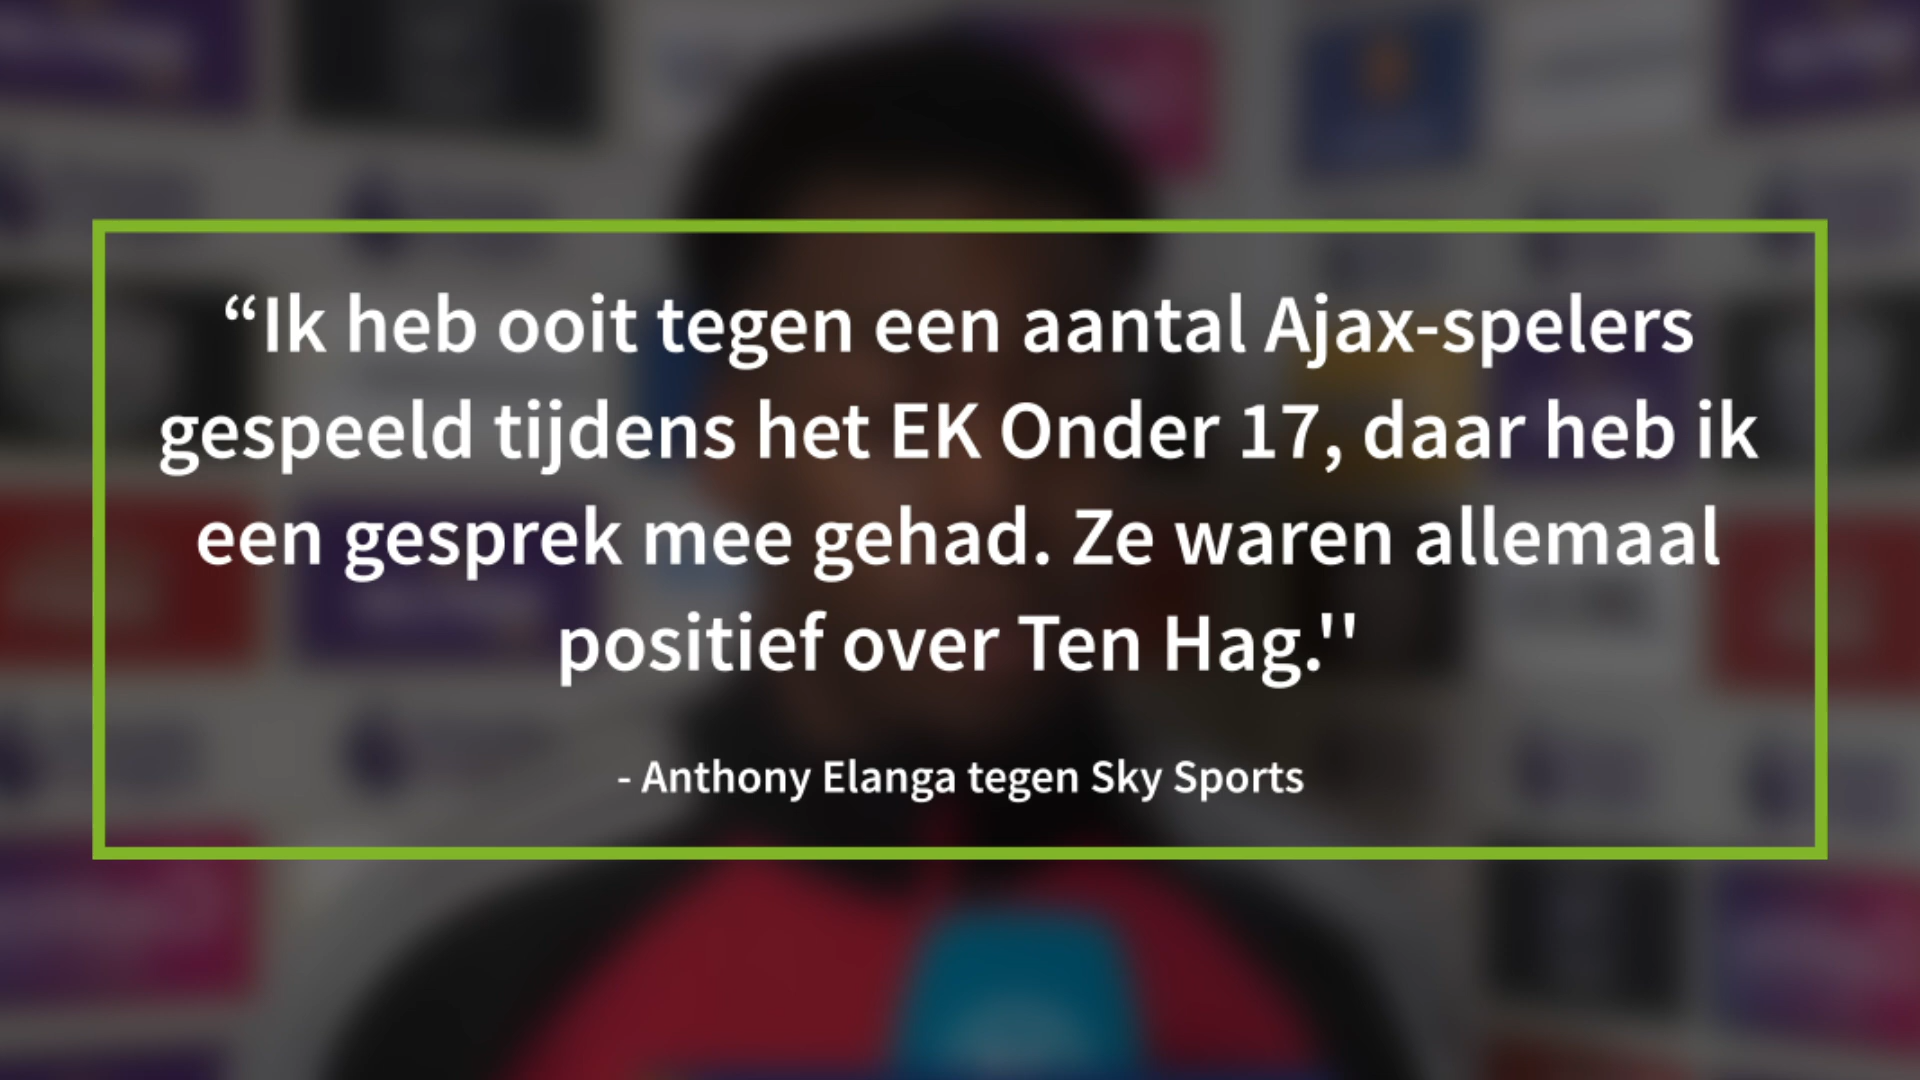 “Ik heb ooit tegen een aantal Ajax-spelers
gespeeld tijdens het EK Onder 17, daar heb ik
een gesprek mee gehad. Ze waren allemaal
positief over Ten Hag.''
- Anthony Elanga tegen Sky Sports